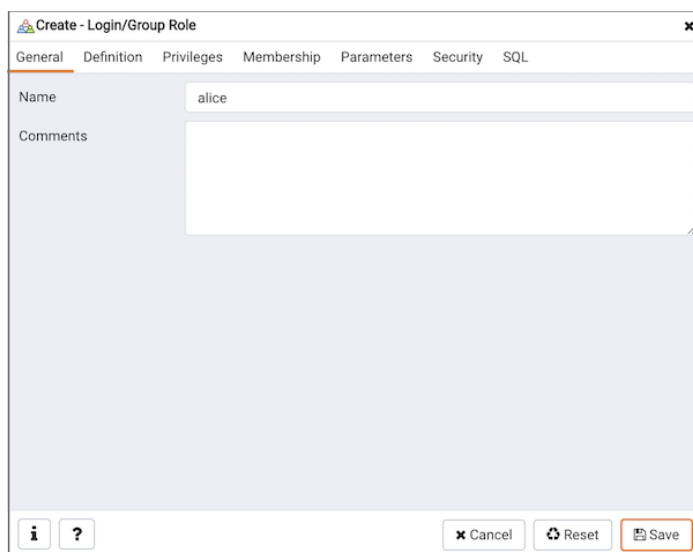 Create - Login/Group Role
General Definition Privileges Membership Parameters Security SQL
Name alice
Comments
i ? Cancel Reset Save